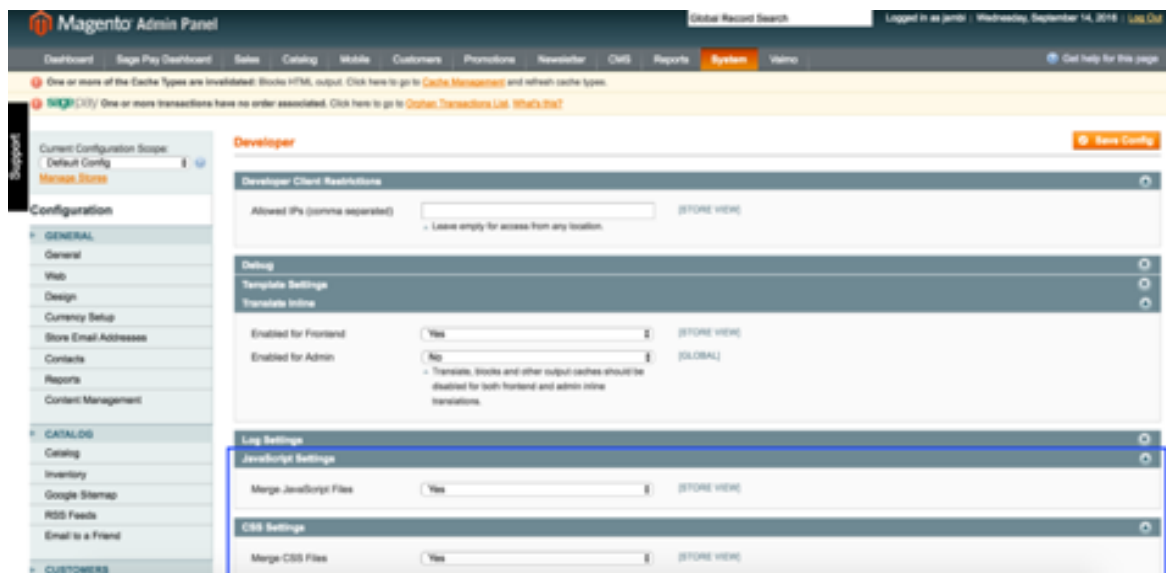 Magento Admin Panel
Global Record Search
Logged in as jambi | Wednesday, September 14, 2016 | Log Out
Dashboard Sage Pay Dashboard Sales Catalog Mobile Customers Promotions Newsletter CMS Reports System Vaimo Get help for this page
One or more of the Cache Types are invalidated: Blocks HTML output. Click here to go to Cache Management and refresh cache types.
sage pay One or more transactions have no order associated. Click here to go to Orphan Transactions List. What's this?
Support
Current Configuration Scope:
Default Config
Manage Stores
Configuration
GENERAL
General
Web
Design
Currency Setup
Store Email Addresses
Contacts
Reports
Content Management
CATALOG
Catalog
Inventory
Google Sitemap
RSS Feeds
Email to a Friend
CUSTOMERS
Developer
Save Config
Developer Client Restrictions
Allowed IPs (comma separated) [STORE VIEW]
Leave empty for access from any location.
Debug
Template Settings
Translate Inline
Enabled for Frontend Yes [STORE VIEW]
Enabled for Admin No [GLOBAL]
Translate, blocks and other output caches should be
disabled for both frontend and admin inline
translations.
Log Settings
JavaScript Settings
Merge JavaScript Files Yes [STORE VIEW]
CSS Settings
Merge CSS Files Yes [STORE VIEW]